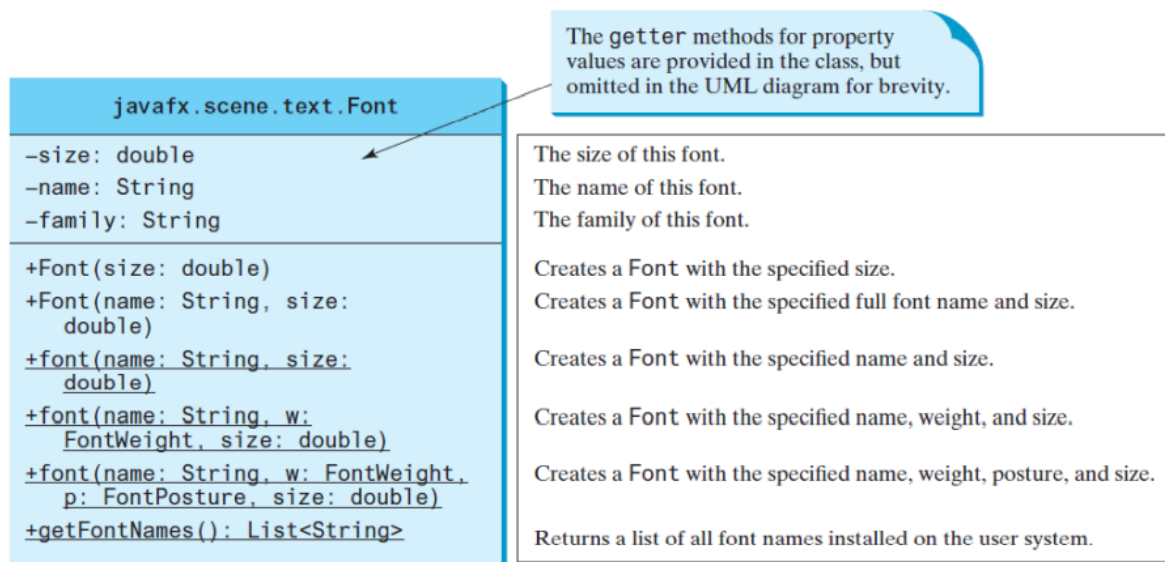 The getter methods for property
values are provided in the class, but
omitted in the UML diagram for brevity.
javafx.scene.text.Font
–size: double
The size of this font.
–name: String
The name of this font.
–family: String
The family of this font.
+Font(size: double)
Creates a Font with the specified size.
+Font(name: String, size:
double)
Creates a Font with the specified full font name and size.
+font(name: String, size:
double)
Creates a Font with the specified name and size.
+font(name: String, w:
FontWeight, size: double)
Creates a Font with the specified name, weight, and size.
+font(name: String, w: FontWeight,
p: FontPosture, size: double)
Creates a Font with the specified name, weight, posture, and size.
+getFontNames(): List<String>
Returns a list of all font names installed on the user system.